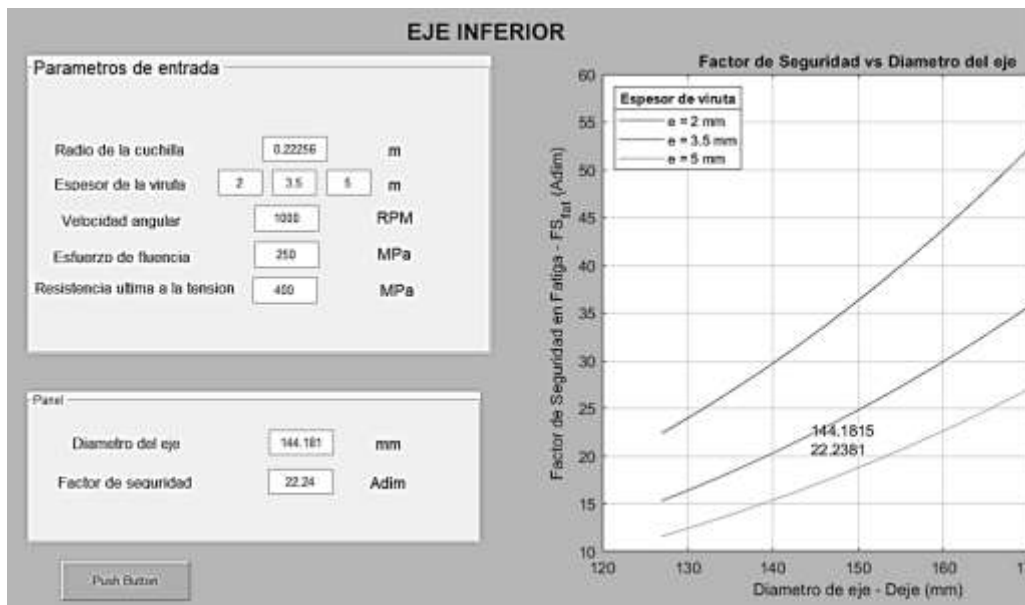 EJE INFERIOR
Parametros de entrada
Radio de la cuchilla 0.22256 m
Espesor de la viruta 2 3.5 5 m
Velocidad angular 1000 RPM
Esfuerzo de fluencia 250 MPa
Resistencia ultima a la tension 400 MPa
Panel
Diametro del eje 144.181 mm
Factor de seguridad 22.24 Adim
Push Button
Factor de Seguridad vs Diametro del eje
Espesor de viruta
e = 2 mm
e = 3.5 mm
e = 5 mm
144.1815
22.2381
Factor de Seguridad en Fatiga - FS_fat (Adim)
60
55
50
45
40
35
30
25
20
15
10
120 130 140 150 160
Diametro de eje - Deje (mm)